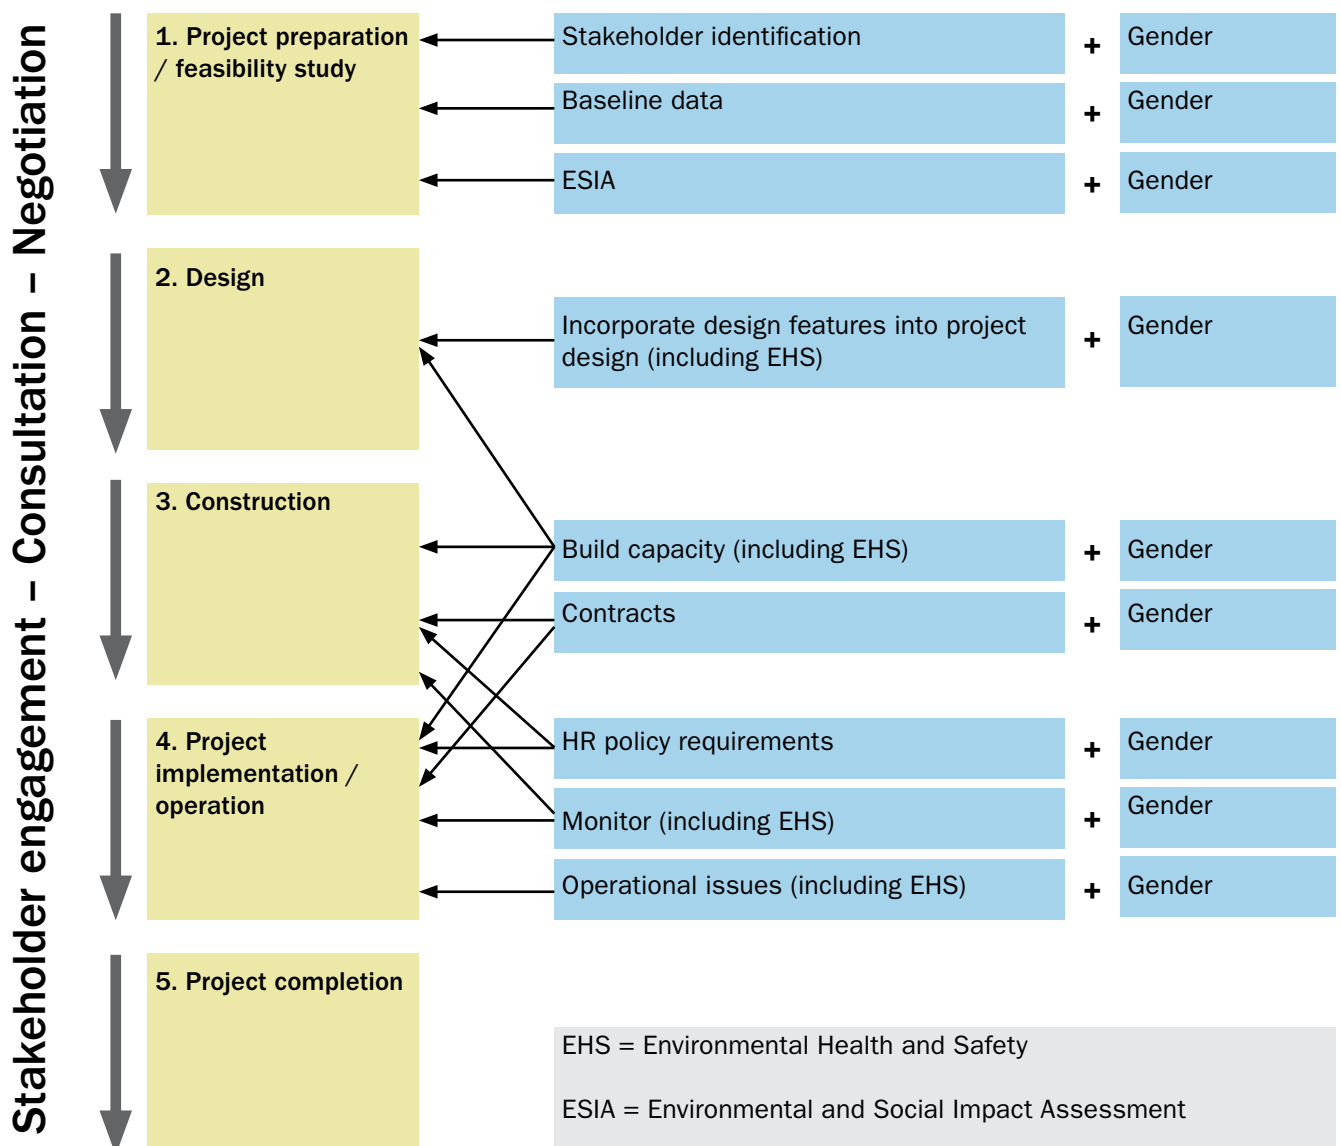 Stakeholder engagement – Consultation – Negotiation
1. Project preparation
/ feasibility study
Stakeholder identification
+
Gender
Baseline data
+
Gender
ESIA
+
Gender
2. Design
Incorporate design features into project
design (including EHS)
+
Gender
3. Construction
Build capacity (including EHS)
+
Gender
Contracts
+
Gender
4. Project
implementation /
operation
HR policy requirements
+
Gender
Monitor (including EHS)
+
Gender
Operational issues (including EHS)
+
Gender
5. Project completion
EHS = Environmental Health and Safety
ESIA = Environmental and Social Impact Assessment